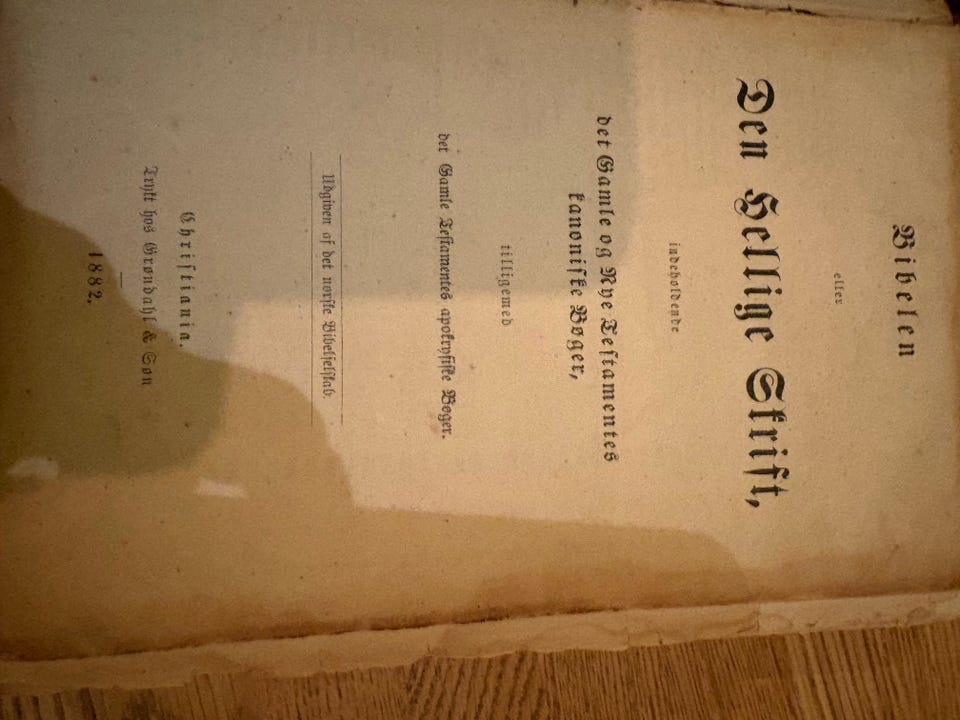 Bibelen
eller
Den Hellige Skrift,
indeholdende
det Gamle og Nye Testamentes
kanoniske Bøger,
tilligemed
det Gamle Testamentes apokryfiske Bøger.
Udgiven af det norske Bibelselskab.
Christiania.
Trykt hos Grøndahl & Søn
1882.